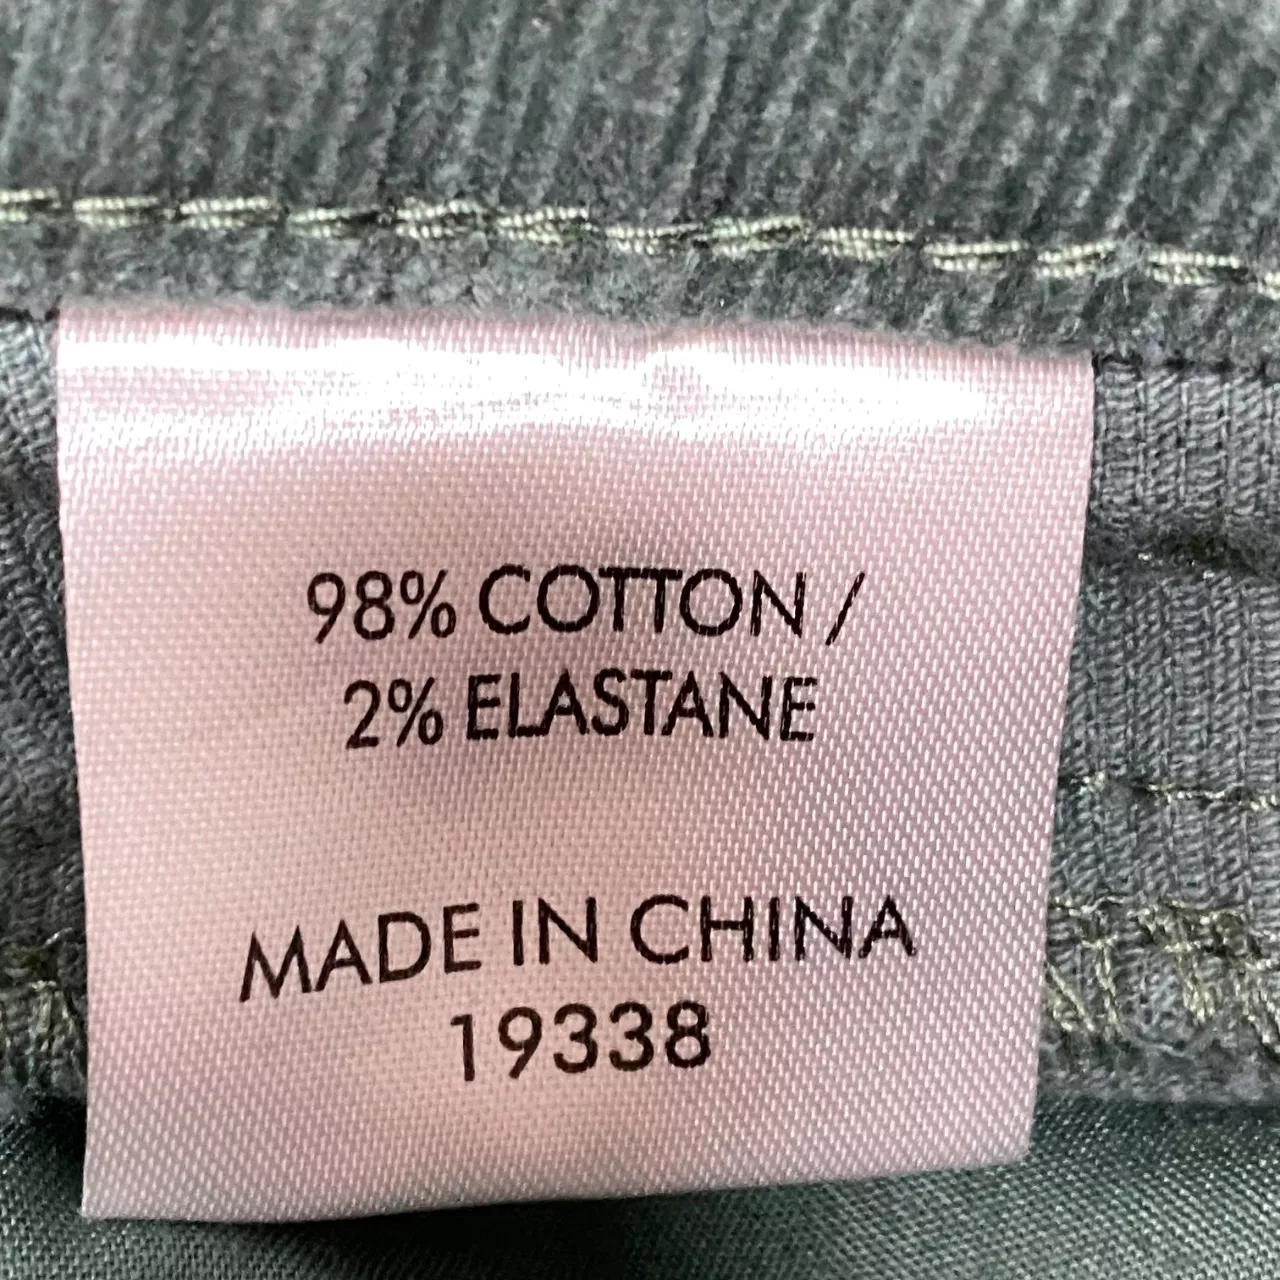 98% COTTON /
2% ELASTANE
MADE IN CHINA
19338